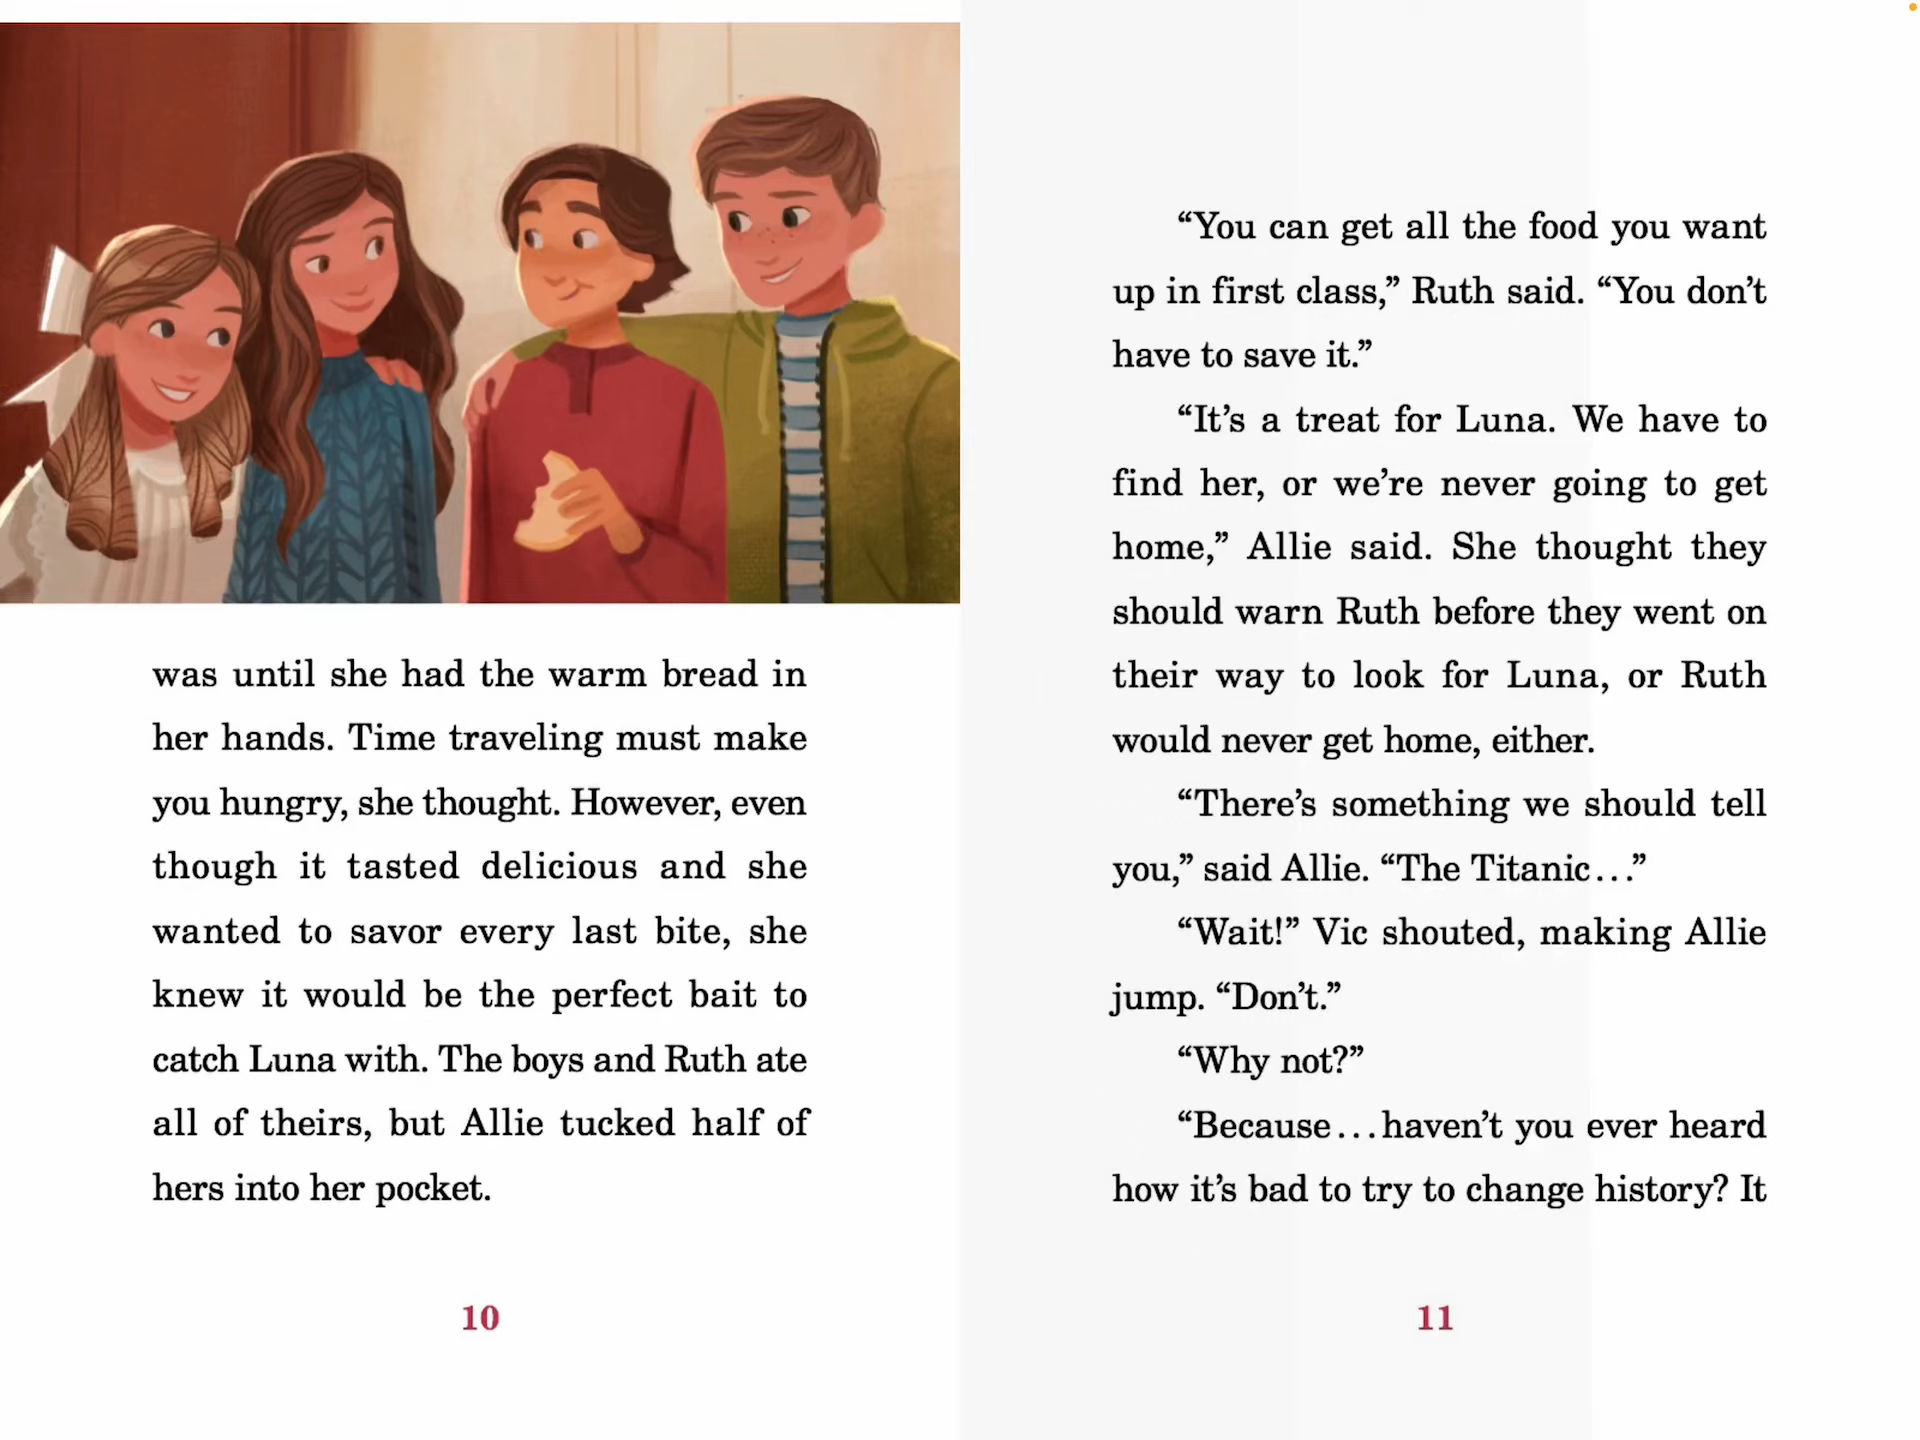 was until she had the warm bread in
her hands. Time traveling must make
you hungry, she thought. However, even
though it tasted delicious and she
wanted to savor every last bite, she
knew it would be the perfect bait to
catch Luna with. The boys and Ruth ate
all of theirs, but Allie tucked half of
hers into her pocket.
10
“You can get all the food you want
up in first class,” Ruth said. “You don’t
have to save it.”
“It’s a treat for Luna. We have to
find her, or we’re never going to get
home,” Allie said. She thought they
should warn Ruth before they went on
their way to look for Luna, or Ruth
would never get home, either.
“There’s something we should tell
you,” said Allie. “The Titanic...”
“Wait!” Vic shouted, making Allie
jump. “Don’t.”
“Why not?”
“Because...haven’t you ever heard
how it’s bad to try to change history? It
11